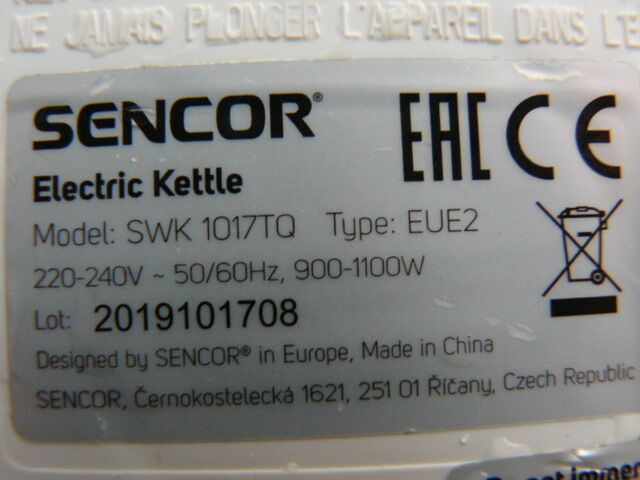 NE JAMAIS PLONGER L'APPAREIL DANS L'E
SENCOR®
EAC CE
Electric Kettle
Model: SWK 1017TQ Type: EUE2
220-240V ~ 50/60Hz, 900-1100W
Lot: 2019101708
Designed by SENCOR® in Europe, Made in China
SENCOR, Černokostelecká 1621, 251 01 Říčany, Czech Republic
not immer